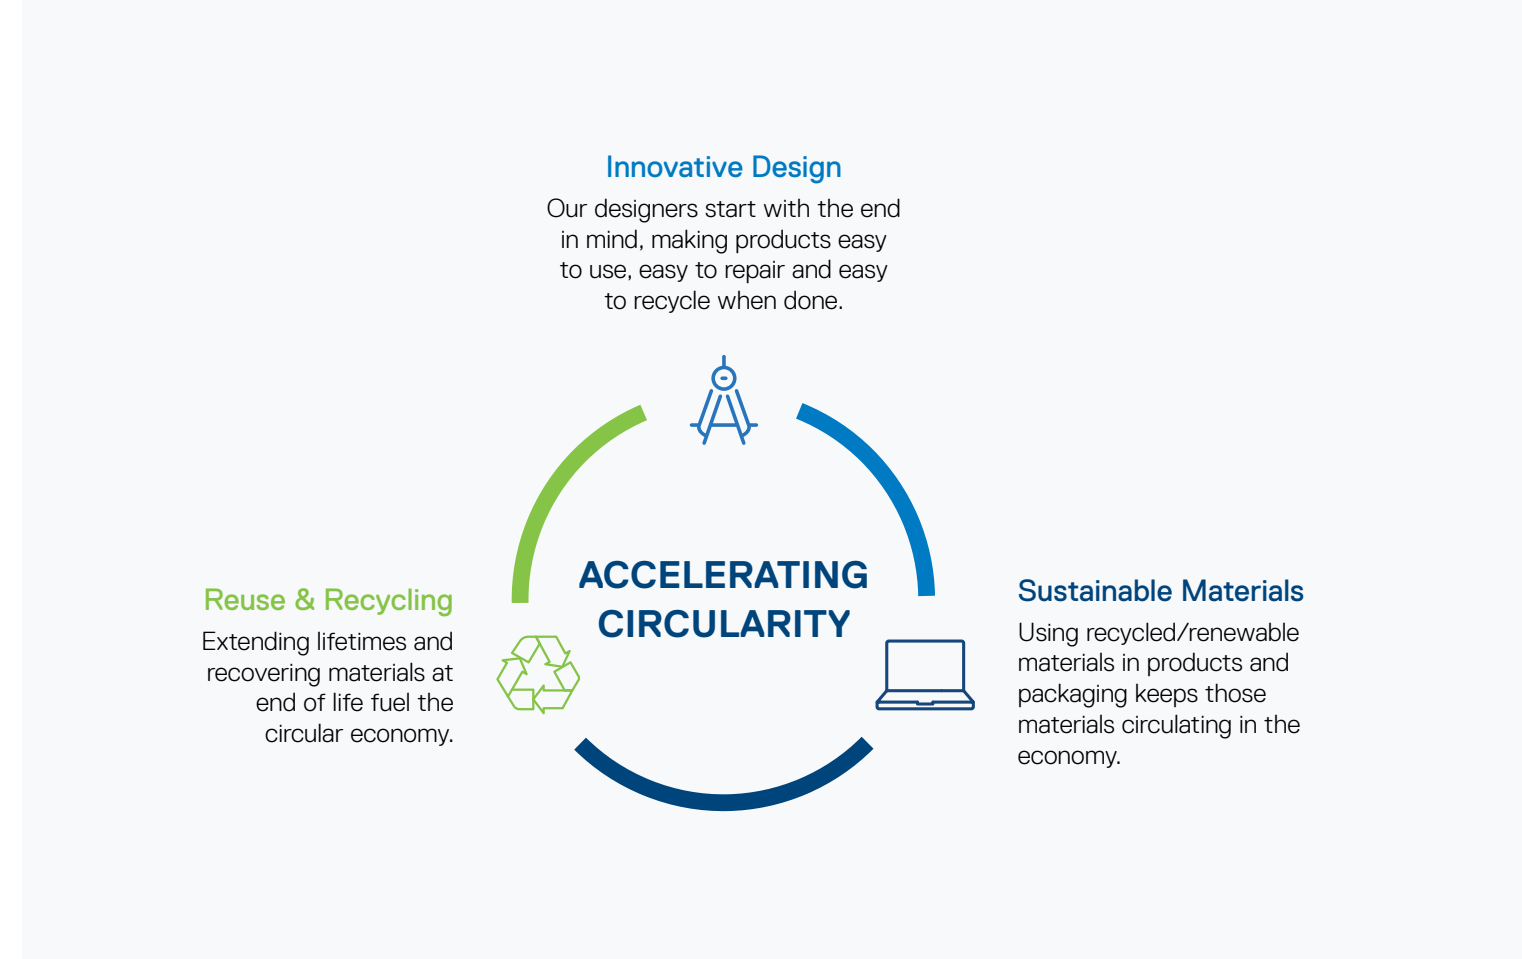 Innovative Design
Our designers start with the end
in mind, making products easy
to use, easy to repair and easy
to recycle when done.
ACCELERATING
CIRCULARITY
Reuse & Recycling
Extending lifetimes and
recovering materials at
end of life fuel the
circular economy.
Sustainable Materials
Using recycled/renewable
materials in products and
packaging keeps those
materials circulating in the
economy.